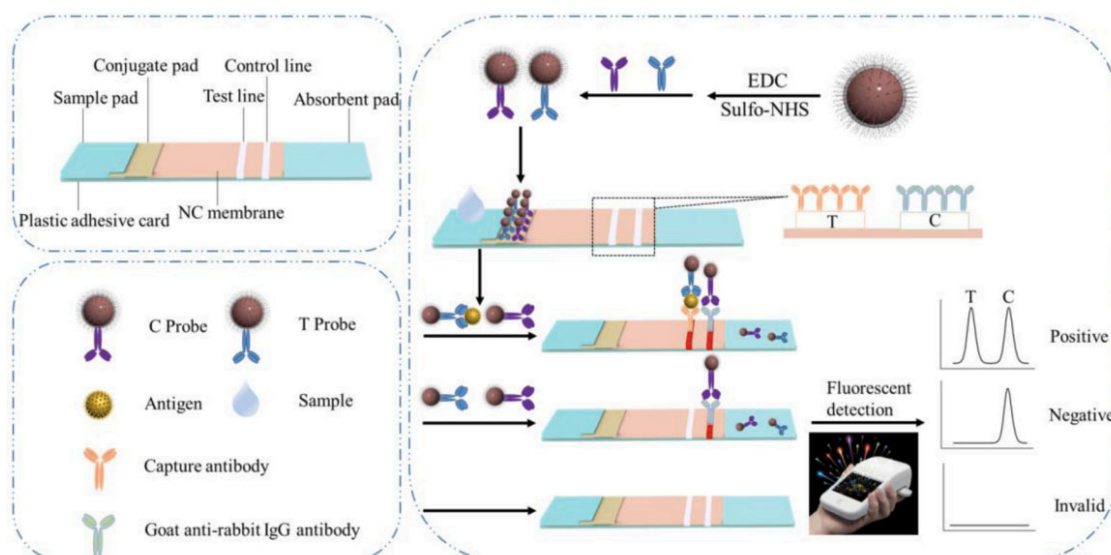 Conjugate pad
Control line
Sample pad
Test line
Absorbent pad
Plastic adhesive card
NC membrane
C Probe
T Probe
Antigen
Sample
Capture antibody
Goat anti-rabbit IgG antibody
EDC
Sulfo-NHS
T
C
T
C
Positive
Fluorescent
detection
Negative
Invalid